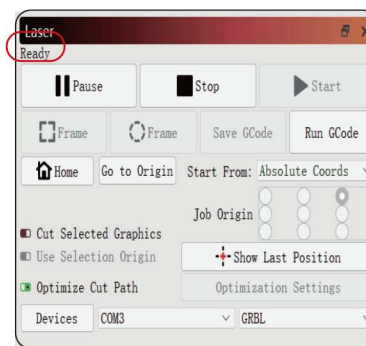 Laser
Ready
Pause Stop Start
Frame Frame Save GCode Run GCode
Home Go to Origin Start From: Absolute Coords
Job Origin
Cut Selected Graphics
Use Selection Origin Show Last Position
Optimize Cut Path Optimization Settings
Devices COM3 GRBL